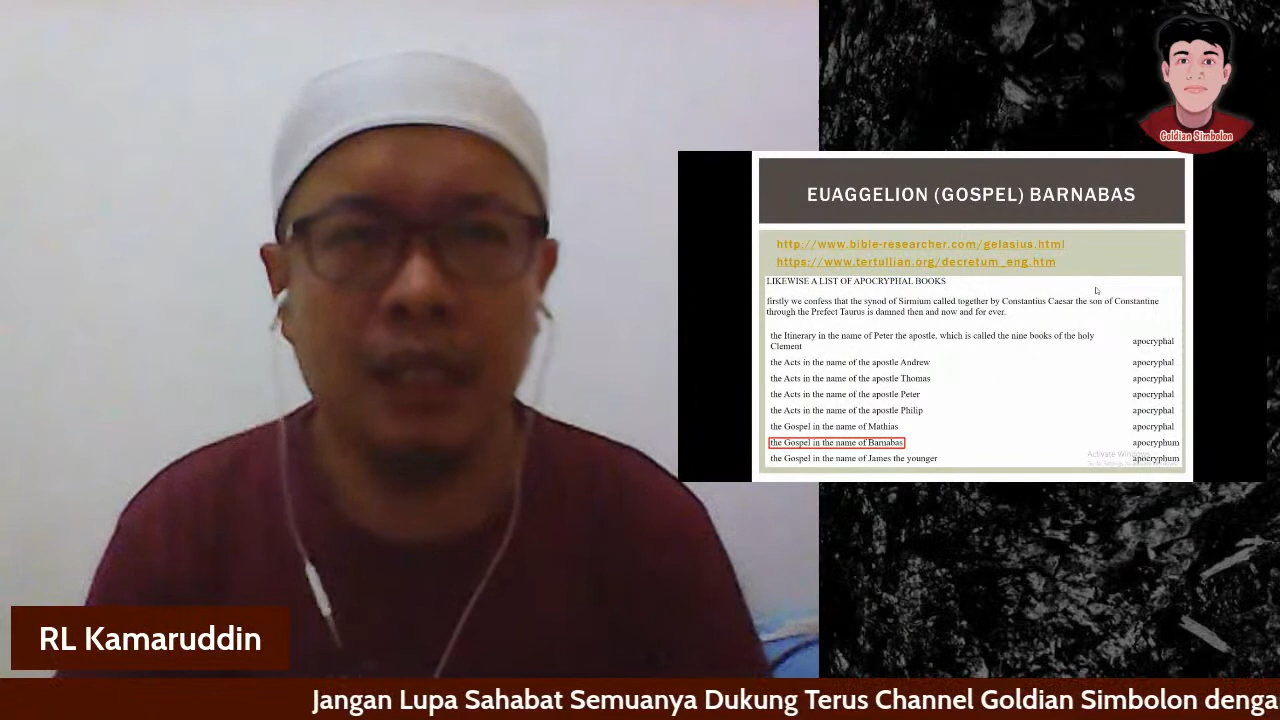 Goldian Simbolon
EUAGGELION (GOSPEL) BARNABAS
http://www.bible-researcher.com/gelasius.html
https://www.tertullian.org/decretum_eng.htm
LIKEWISE A LIST OF APOCRYPHAL BOOKS
firstly we confess that the synod of Sirmium called together by Constantius Caesar the son of Constantine
through the Prefect Taurus is damned then and now and for ever.
the Itinerary in the name of Peter the apostle, which is called the nine books of the holy
Clement apocryphal
the Acts in the name of the apostle Andrew apocryphal
the Acts in the name of the apostle Thomas apocryphal
the Acts in the name of the apostle Peter apocryphal
the Acts in the name of the apostle Philip apocryphal
the Gospel in the name of Mathias apocryphal
the Gospel in the name of Barnabas apocryphum
Activate Windows
the Gospel in the name of James the younger apocryphum
RL Kamaruddin
Jangan Lupa Sahabat Semuanya Dukung Terus Channel Goldian Simbolon denga